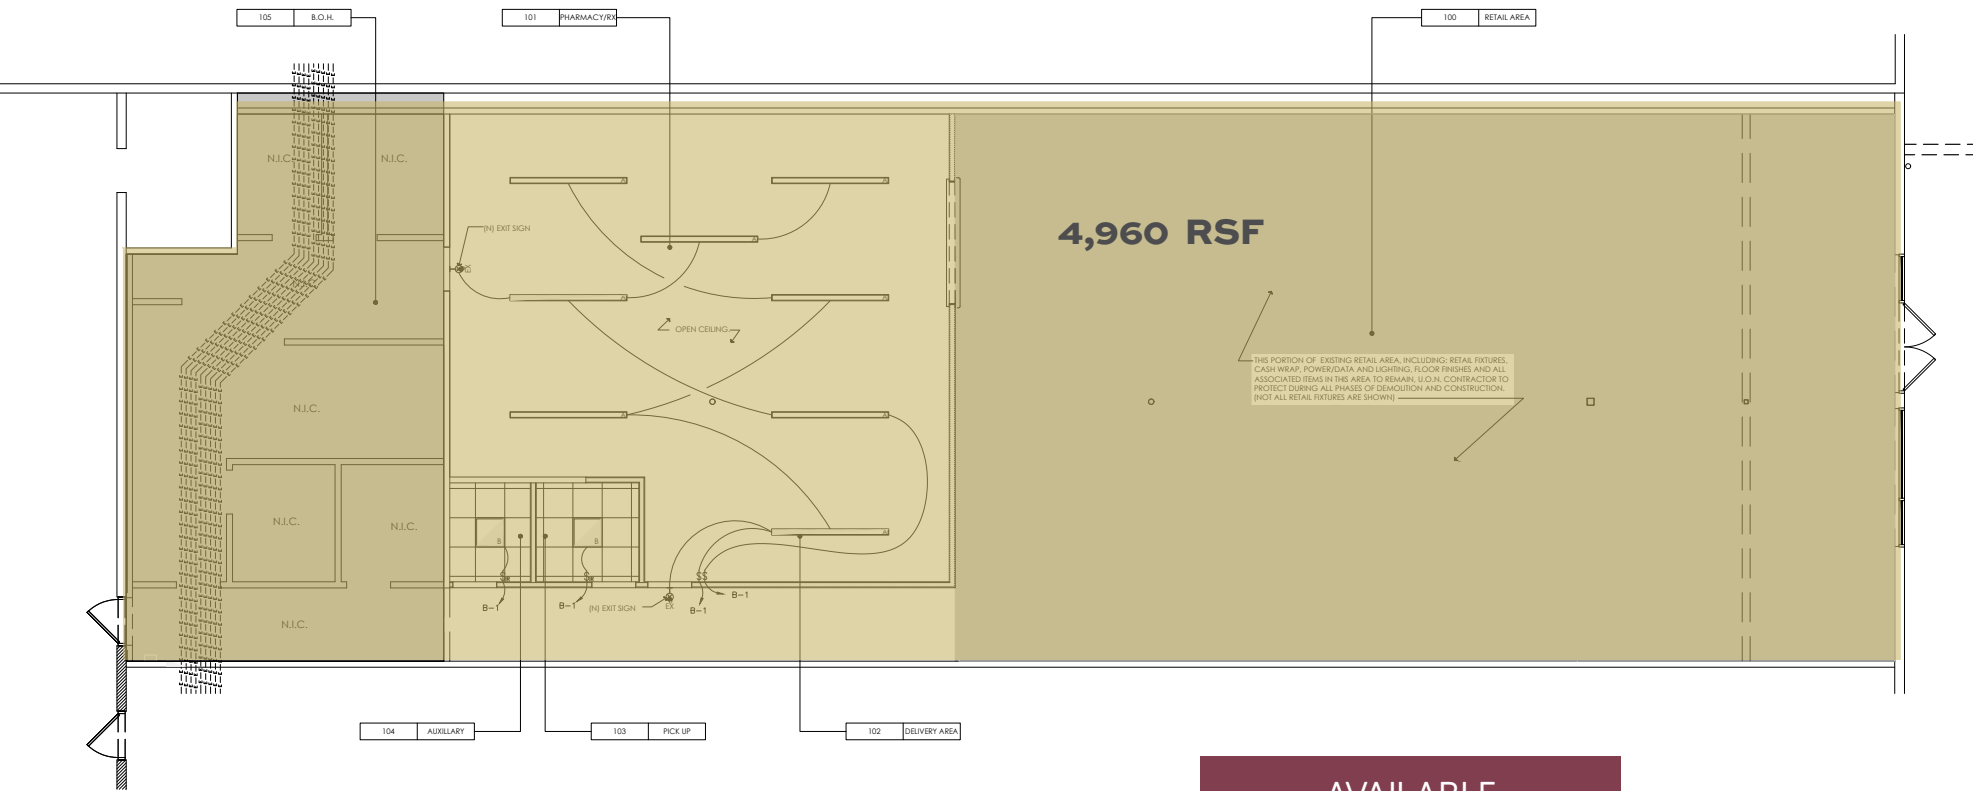 105 B.O.H.
101 PHARMACY/RX
100 RETAIL AREA
N.I.C.
N.I.C.
(N) EXIT SIGN
EX
4,960 RSF
N.I.C.
OPEN CEILING
THIS PORTION OF EXISTING RETAIL AREA, INCLUDING: RETAIL FIXTURES,
CASH WRAP, POWER/DATA AND LIGHTING, FLOOR FINISHES AND ALL
ASSOCIATED ITEMS IN THIS AREA TO REMAIN, U.O.N. CONTRACTOR TO
PROTECT DURING ALL PHASES OF DEMOLITION AND CONSTRUCTION.
(NOT ALL RETAIL FIXTURES ARE SHOWN)
N.I.C.
N.I.C.
N.I.C.
B
B
B-1
B-1
(N) EXIT SIGN
EX
B-1
B-1
N.I.C.
104 AUXILLARY
103 PICK UP
102 DELIVERY AREA
AVAILABLE